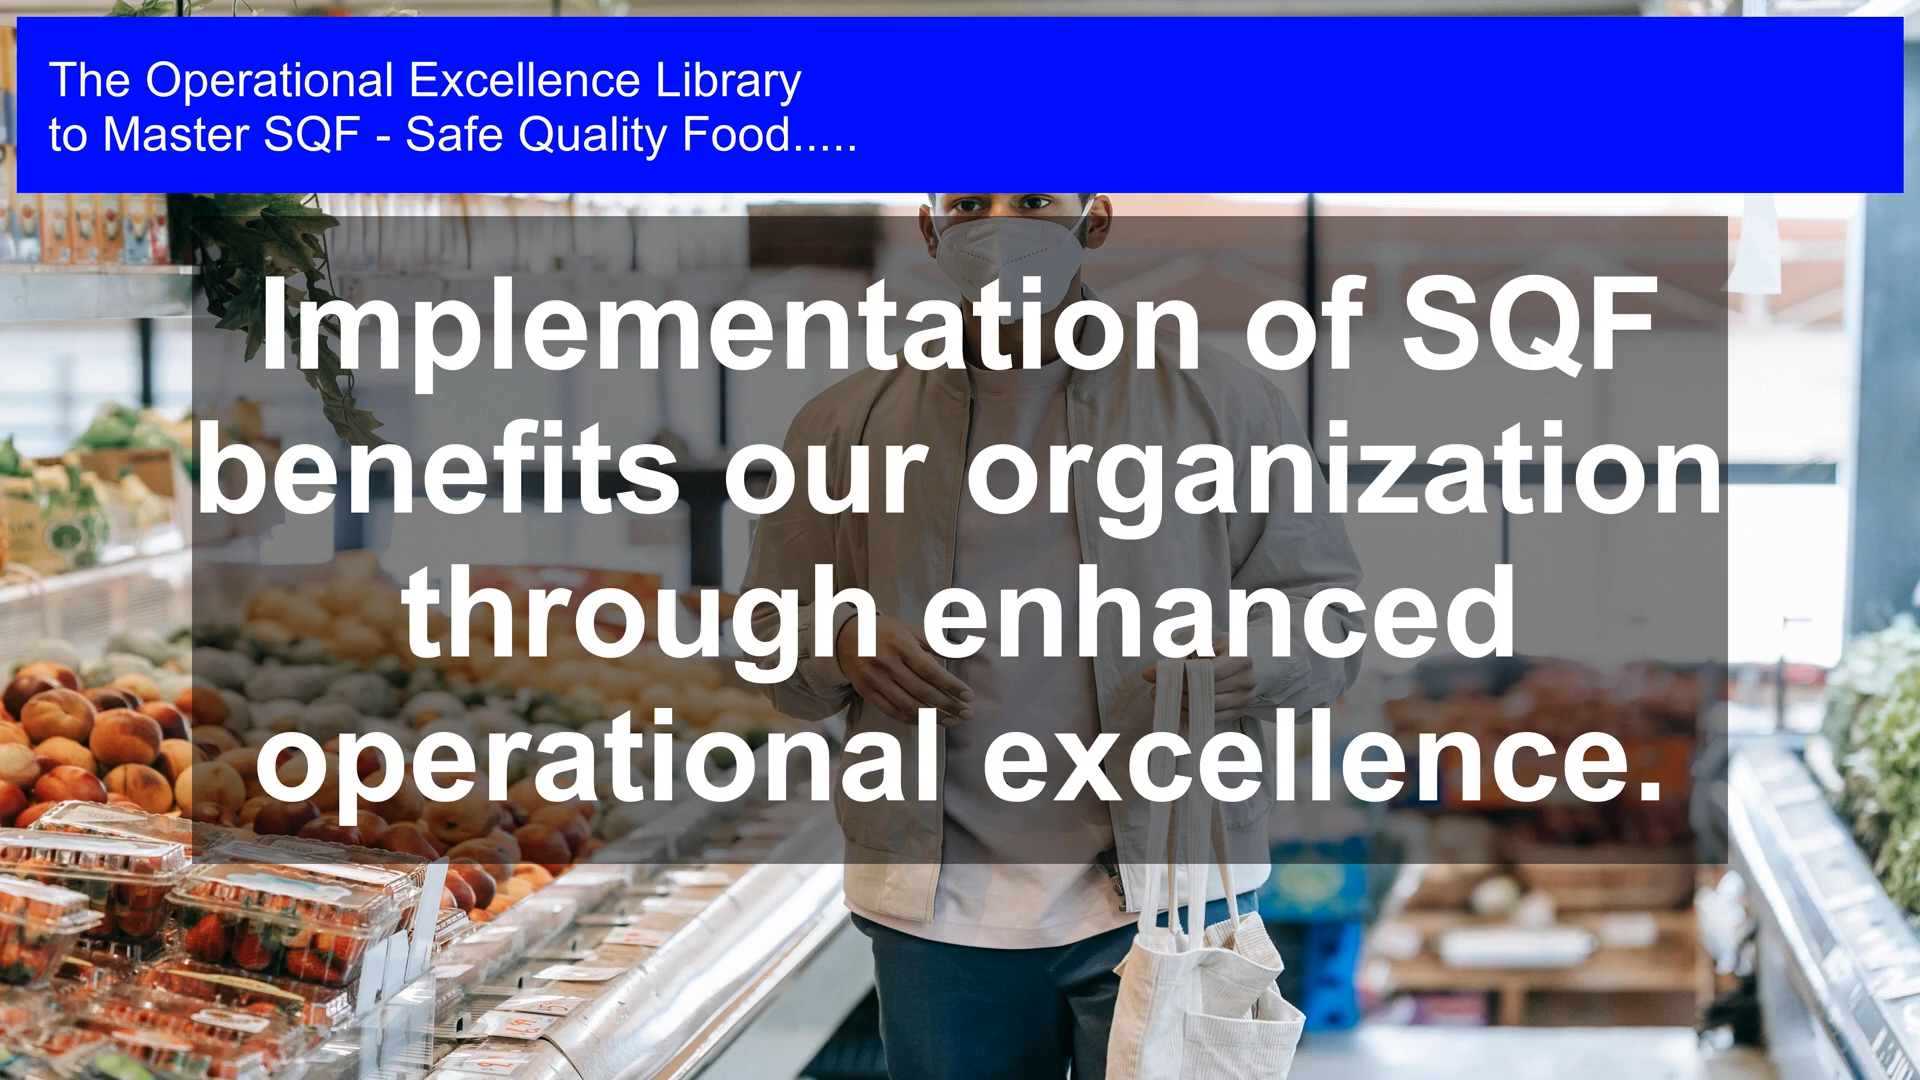 The Operational Excellence Library
to Master SQF - Safe Quality Food.....
Implementation of SQF
benefits our organization
through enhanced
operational excellence.